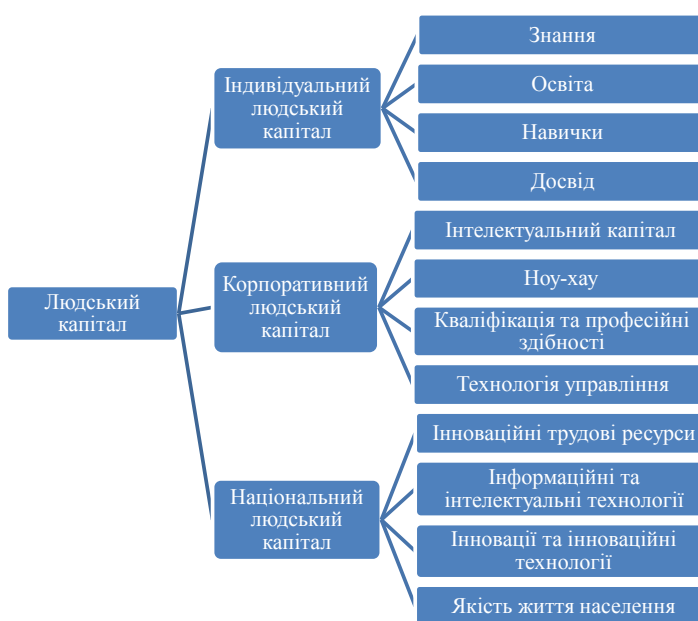 Людський
капітал
Індивідуальний
людський
капітал
Знання
Освіта
Навички
Досвід
Корпоративний
людський
капітал
Інтелектуальний капітал
Ноу-хау
Кваліфікація та професійні
здібності
Технологія управління
Національний
людський
капітал
Інноваційні трудові ресурси
Інформаційні та
інтелектуальні технології
Інновації та інноваційні
технології
Якість життя населення